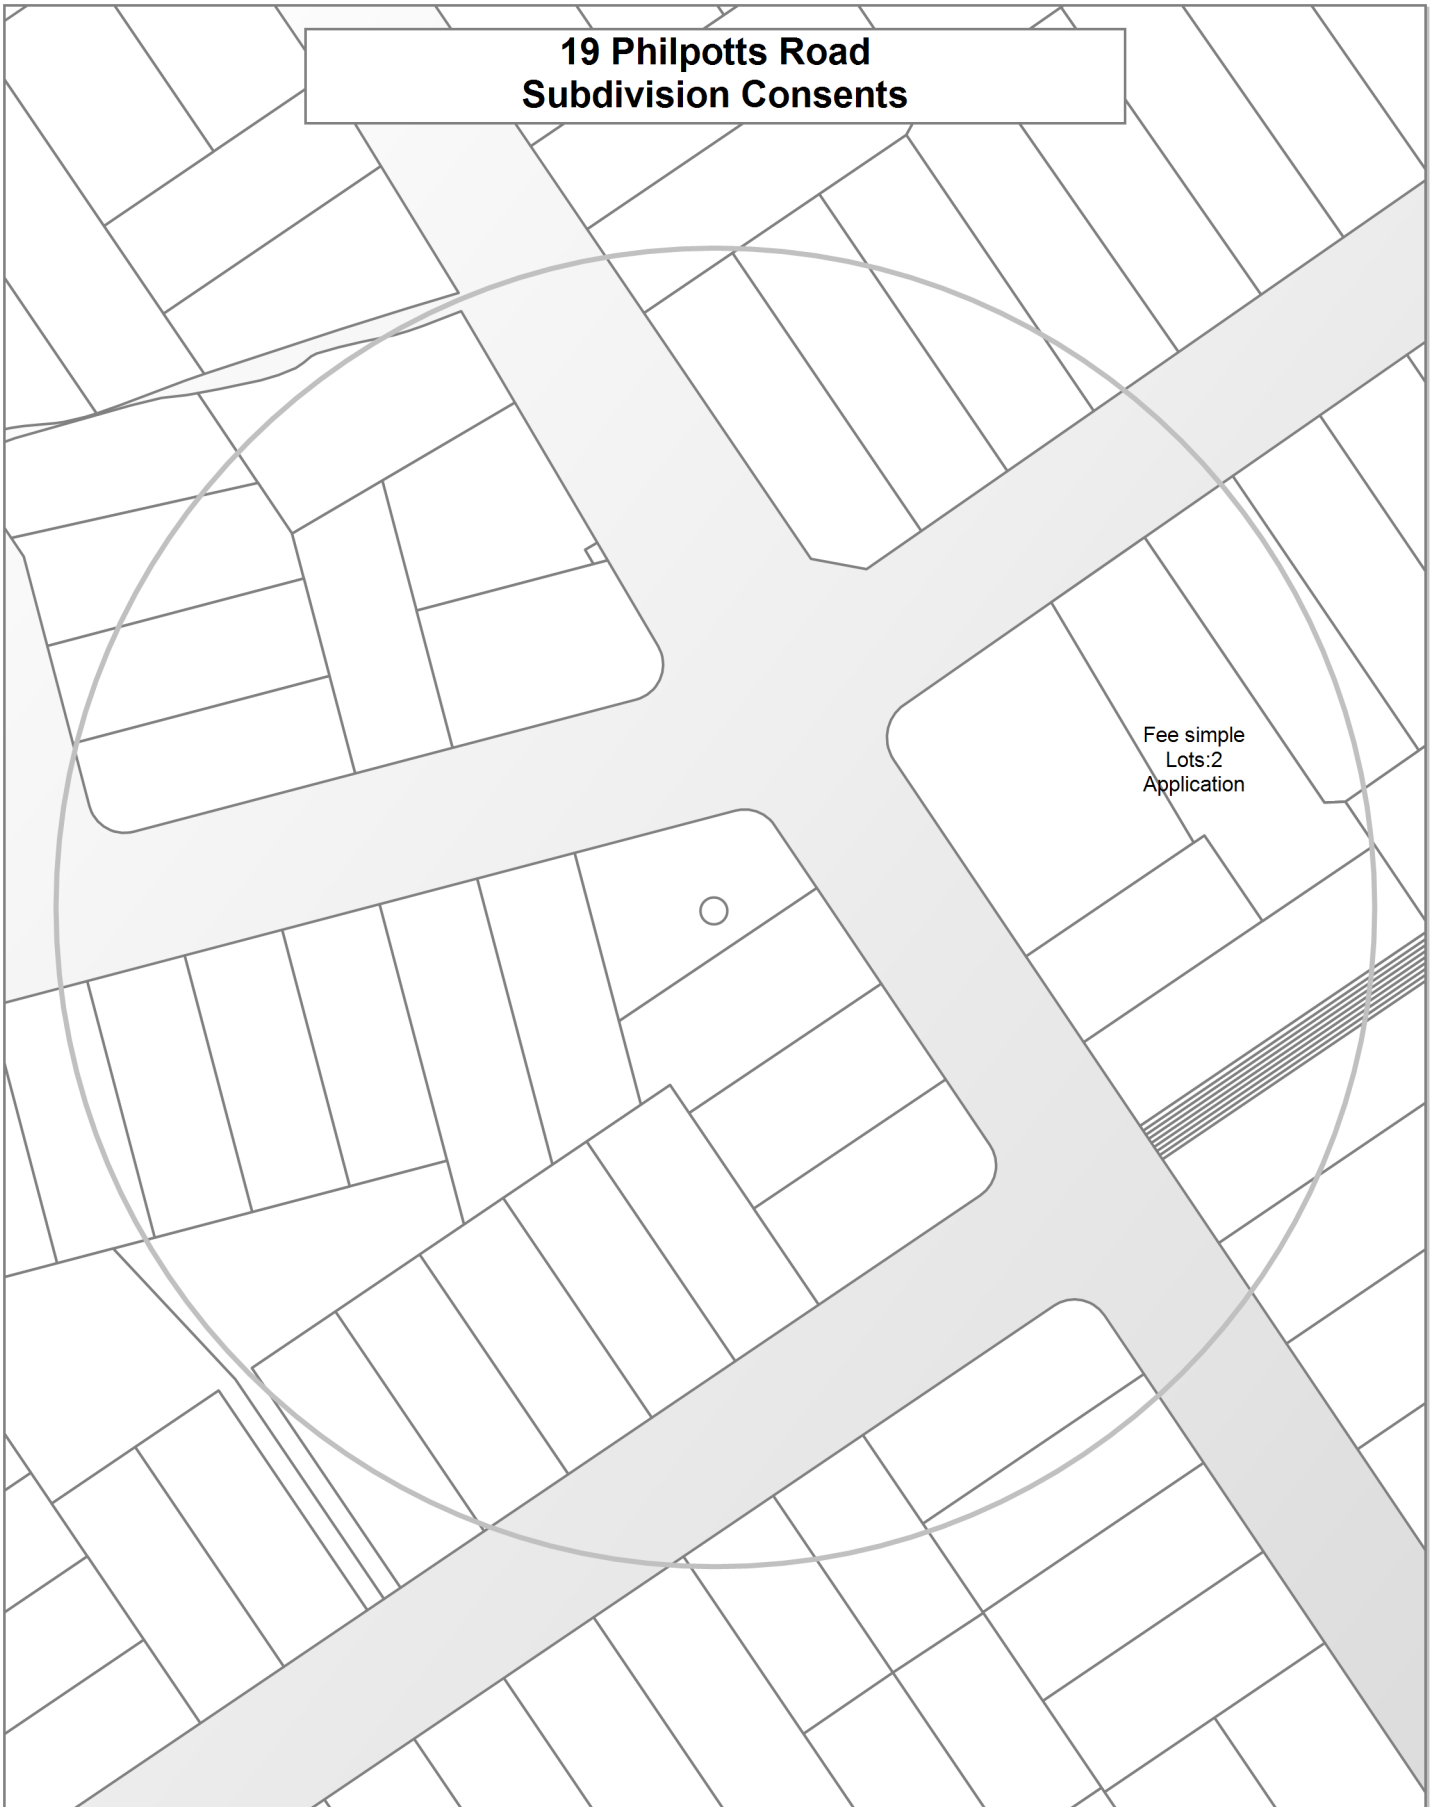 19 Philpotts Road
Subdivision Consents
Fee simple
Lots:2
Application